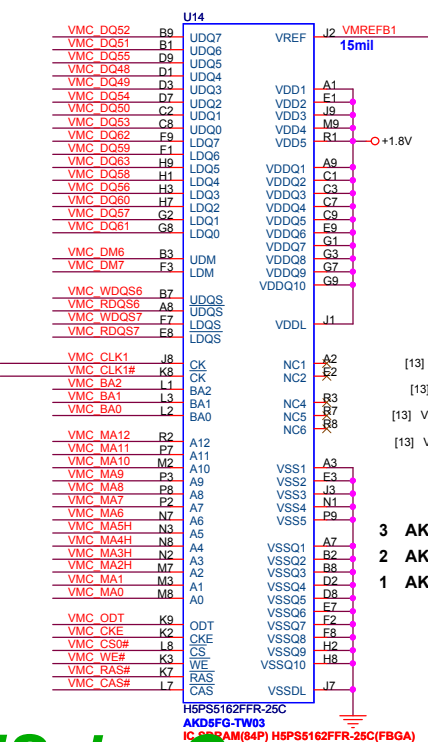 U14
VMC_DQ52 B9 UDQ7
VMC_DQ51 B1 UDQ6
VMC_DQ55 D9 UDQ5
VMC_DQ48 D1 UDQ4
VMC_DQ49 D3 UDQ3
VMC_DQ54 D7 UDQ2
VMC_DQ50 C2 UDQ1
VMC_DQ53 C8 UDQ0
VMC_DQ62 F9 LDQ7
VMC_DQ59 F1 LDQ6
VMC_DQ63 H9 LDQ5
VMC_DQ58 H1 LDQ4
VMC_DQ56 H3 LDQ3
VMC_DQ60 H7 LDQ2
VMC_DQ57 G2 LDQ1
VMC_DQ61 G8 LDQ0
VMC_DM6 B3 UDM
VMC_DM7 F3 LDM
VMC_WDQS6 B7 UDQS
VMC_RDQS6 A8 UDQS
VMC_WDQS7 F7 LDQS
VMC_RDQS7 E8 LDQS
VMC_CLK1 J8 CK
VMC_CLK1# K8 CK
VMC_BA2 L1 BA2
VMC_BA1 L3 BA1
VMC_BA0 L2 BA0
VMC_MA12 R2 A12
VMC_MA11 P7 A11
VMC_MA10 M2 A10
VMC_MA9 P3 A9
VMC_MA8 P8 A8
VMC_MA7 P2 A7
VMC_MA6 N7 A6
VMC_MA5H N3 A5
VMC_MA4H N8 A4
VMC_MA3H N2 A3
VMC_MA2H M7 A2
VMC_MA1 M3 A1
VMC_MA0 M8 A0
VMC_ODT K9 ODT
VMC_CKE K2 CKE
VMC_CS0# L8 CS
VMC_WE# K3 WE
VMC_RAS# K7 RAS
VMC_CAS# L7 CAS
VREF J2 VMREFB1
15mil
VDD1 A1
VDD2 E1
VDD3 J9
VDD4 M9
VDD5 R1 +1.8V
VDDQ1 A9
VDDQ2 C1
VDDQ3 C3
VDDQ4 C7
VDDQ5 C9
VDDQ6 E9
VDDQ7 G1
VDDQ8 G3
VDDQ9 G7
VDDQ10 G9
VDDL J1
NC1 A2
NC2 E2
NC4 R3
NC5 R7
NC6 R8
[13]
[13]
[13] V
[13] V
VSS1 A3
VSS2 E3
VSS3 J3
VSS4 N1
VSS5 P9
VSSQ1 A7
VSSQ2 B2
VSSQ3 B8
VSSQ4 D2
VSSQ5 D8
VSSQ6 E7
VSSQ7 F2
VSSQ8 F8
VSSQ9 H2
VSSQ10 H8
VSSDL J7
3 AK
2 AK
1 AK
H5PS5162FFR-25C
AKD5FG-TW03
IC SDRAM(84P) H5PS5162FFR-25C(FBGA)